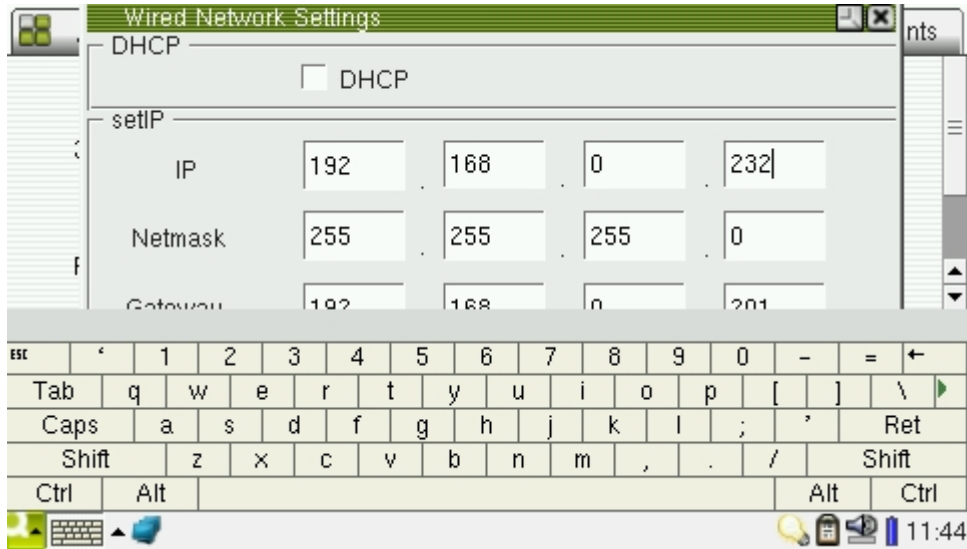 Wired Network Settings
nts
DHCP
DHCP
setIP
IP 192 . 168 . 0 . 232
Netmask 255 . 255 . 255 . 0
Gateway 192 168 0 201
ESC ‘ 1 2 3 4 5 6 7 8 9 0 - = ←
Tab q w e r t y u i o p [ ] \
Caps a s d f g h j k l ; ’ Ret
Shift z x c v b n m , . / Shift
Ctrl Alt Alt Ctrl
11:44